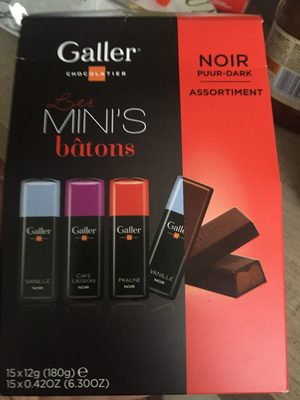 Galler®
CHOCOLATIER
NOIR
PUUR-DARK
ASSORTIMENT
Les
MINI'S
bâtons
Galler
VANILLE
NOIR
Galler
CAFÉ
LIÉGEOIS
NOIR
Galler
PRALINÉ
NOIR
Galler
VANILLE
NOIR
15x12g (180g) e
15x0.42OZ (6.30OZ)